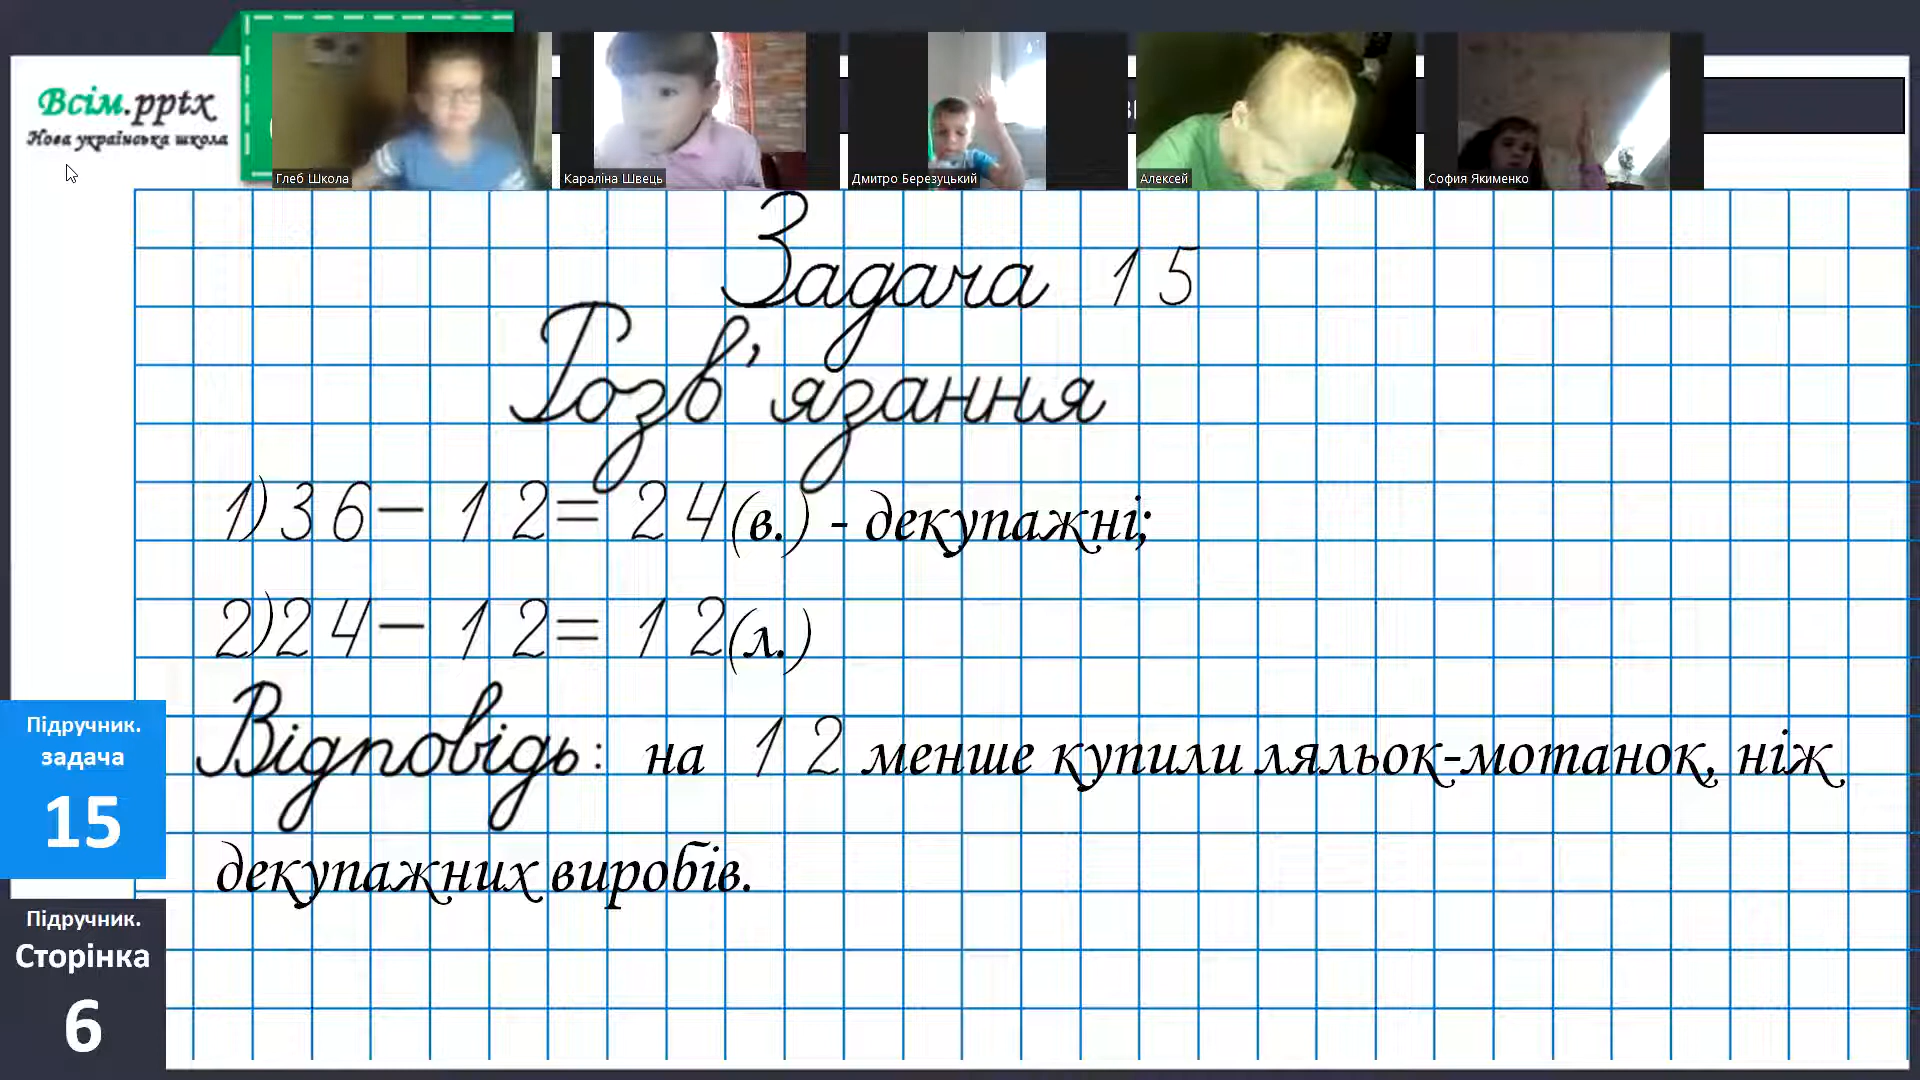 Всім.pptx
Нова українська школа
Глеб Школа
Караліна Швець
Дмитро Березуцький
Алексей
София Якименко
Задача 15
Розв'язання
1) 36 – 12 = 24 (в.) - декупажні;
2) 24 – 12 = 12 (л.)
Відповідь: на 12 менше купили ляльок-мотанок, ніж
декупажних виробів.
Підручник.
задача
15
Підручник.
Сторінка
6